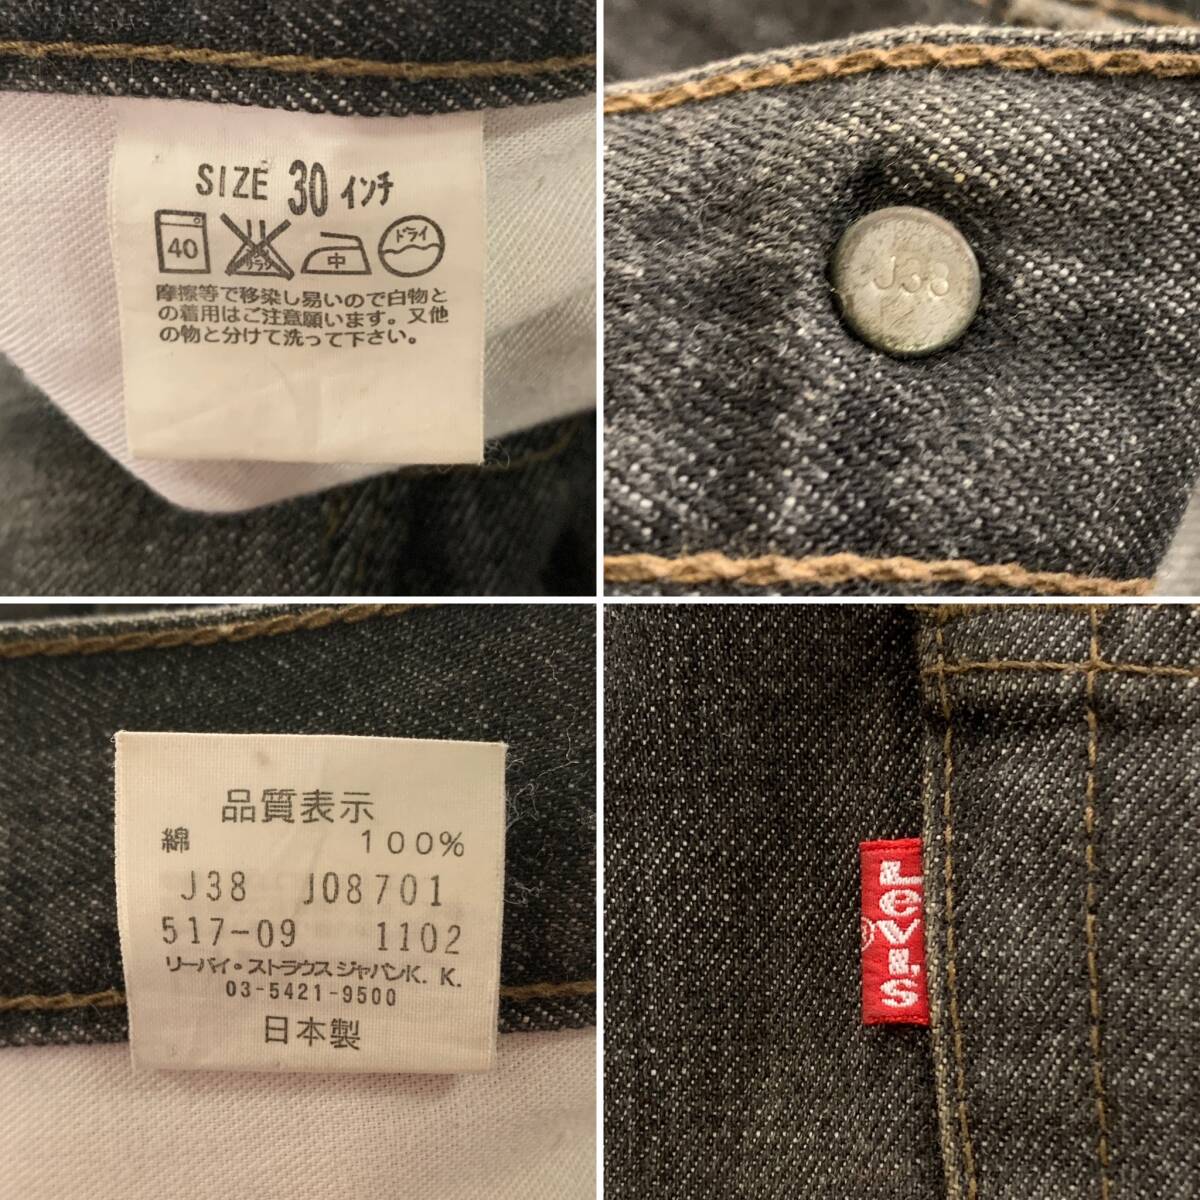 SIZE 30 インチ
40 サラシ 中 ドライ
摩擦等で移染し易いので白物と
の着用はご注意願います。又他
の物と分けて洗って下さい。
J38
品質表示
綿 100%
J38 J08701
517-09 1102
リーバイ・ストラウス ジャパンK.K.
03-5421-9500
日本製
LEVI'S
®